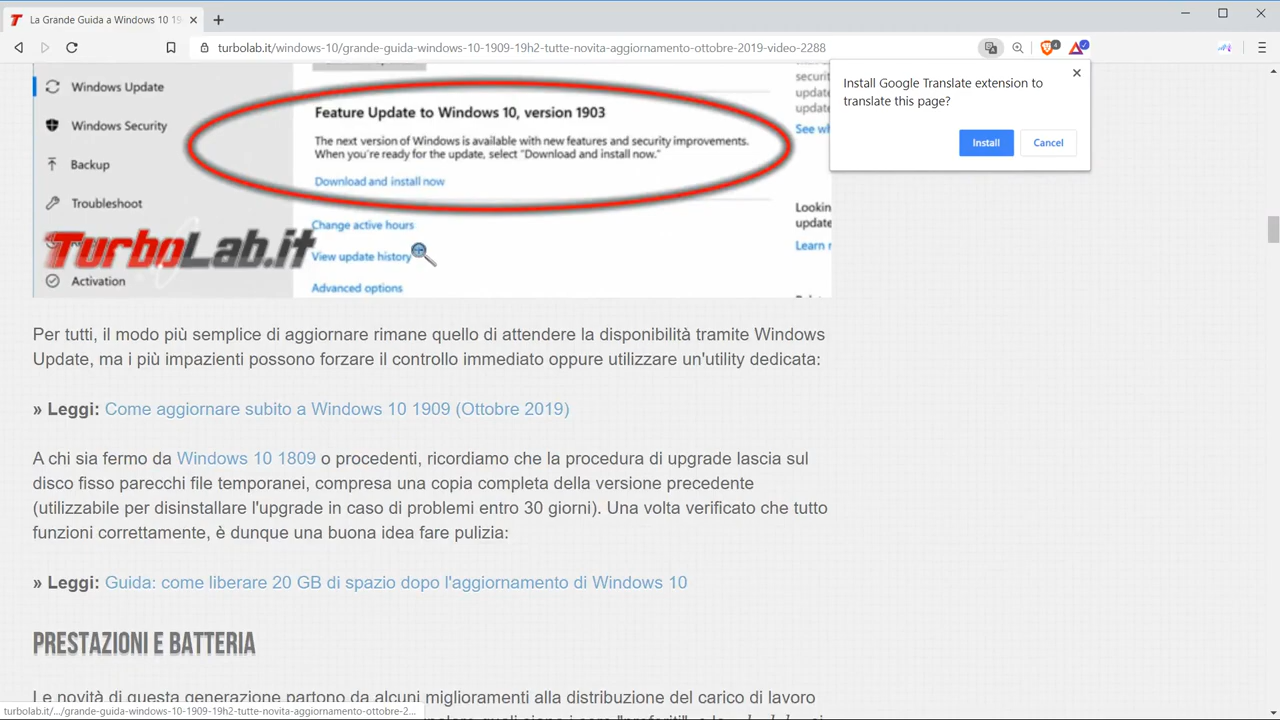 La Grande Guida a Windows 10 19
turbolab.it/windows-10/grande-guida-windows-10-1909-19h2-tutte-novita-aggiornamento-ottobre-2019-video-2288
4
Install Google Translate extension to
translate this page?
Install
Cancel
Windows Update
Windows Security
Backup
Troubleshoot
Activation
TurboLab.it
Feature Update to Windows 10, version 1903
The next version of Windows is available with new features and security improvements.
When you're ready for the update, select "Download and install now."
Download and install now
Change active hours
View update history
Advanced options
securit
update
update
See wh
Lookin
update
Learn
Per tutti, il modo più semplice di aggiornare rimane quello di attendere la disponibilità tramite Windows
Update, ma i più impazienti possono forzare il controllo immediato oppure utilizzare un'utility dedicata:
» Leggi: Come aggiornare subito a Windows 10 1909 (Ottobre 2019)
A chi sia fermo da Windows 10 1809 o procedenti, ricordiamo che la procedura di upgrade lascia sul
disco fisso parecchi file temporanei, compresa una copia completa della versione precedente
(utilizzabile per disinstallare l'upgrade in caso di problemi entro 30 giorni). Una volta verificato che tutto
funzioni correttamente, è dunque una buona idea fare pulizia:
» Leggi: Guida: come liberare 20 GB di spazio dopo l'aggiornamento di Windows 10
PRESTAZIONI E BATTERIA
Le novità di questa generazione partono da alcuni miglioramenti alla distribuzione del carico di lavoro
turbolab.it/.../grande-guida-windows-10-1909-19h2-tutte-novita-aggiornamento-ottobre-2...